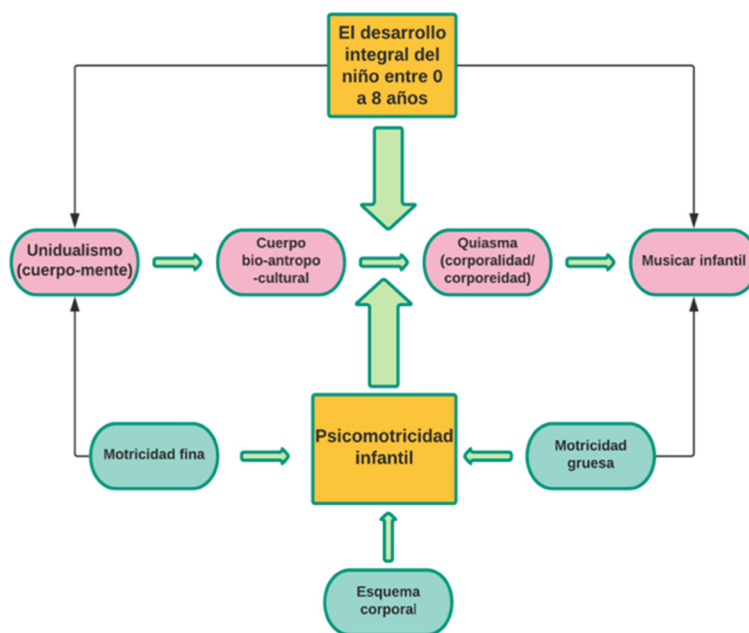 El desarrollo
integral del
niño entre 0
a 8 años
Unidualismo
(cuerpo-mente)
Cuerpo
bio-antropo
-cultural
Quiasma
(corporalidad/
corporeidad)
Musicar infantil
Motricidad fina
Psicomotricidad
infantil
Motricidad
gruesa
Esquema
corporal